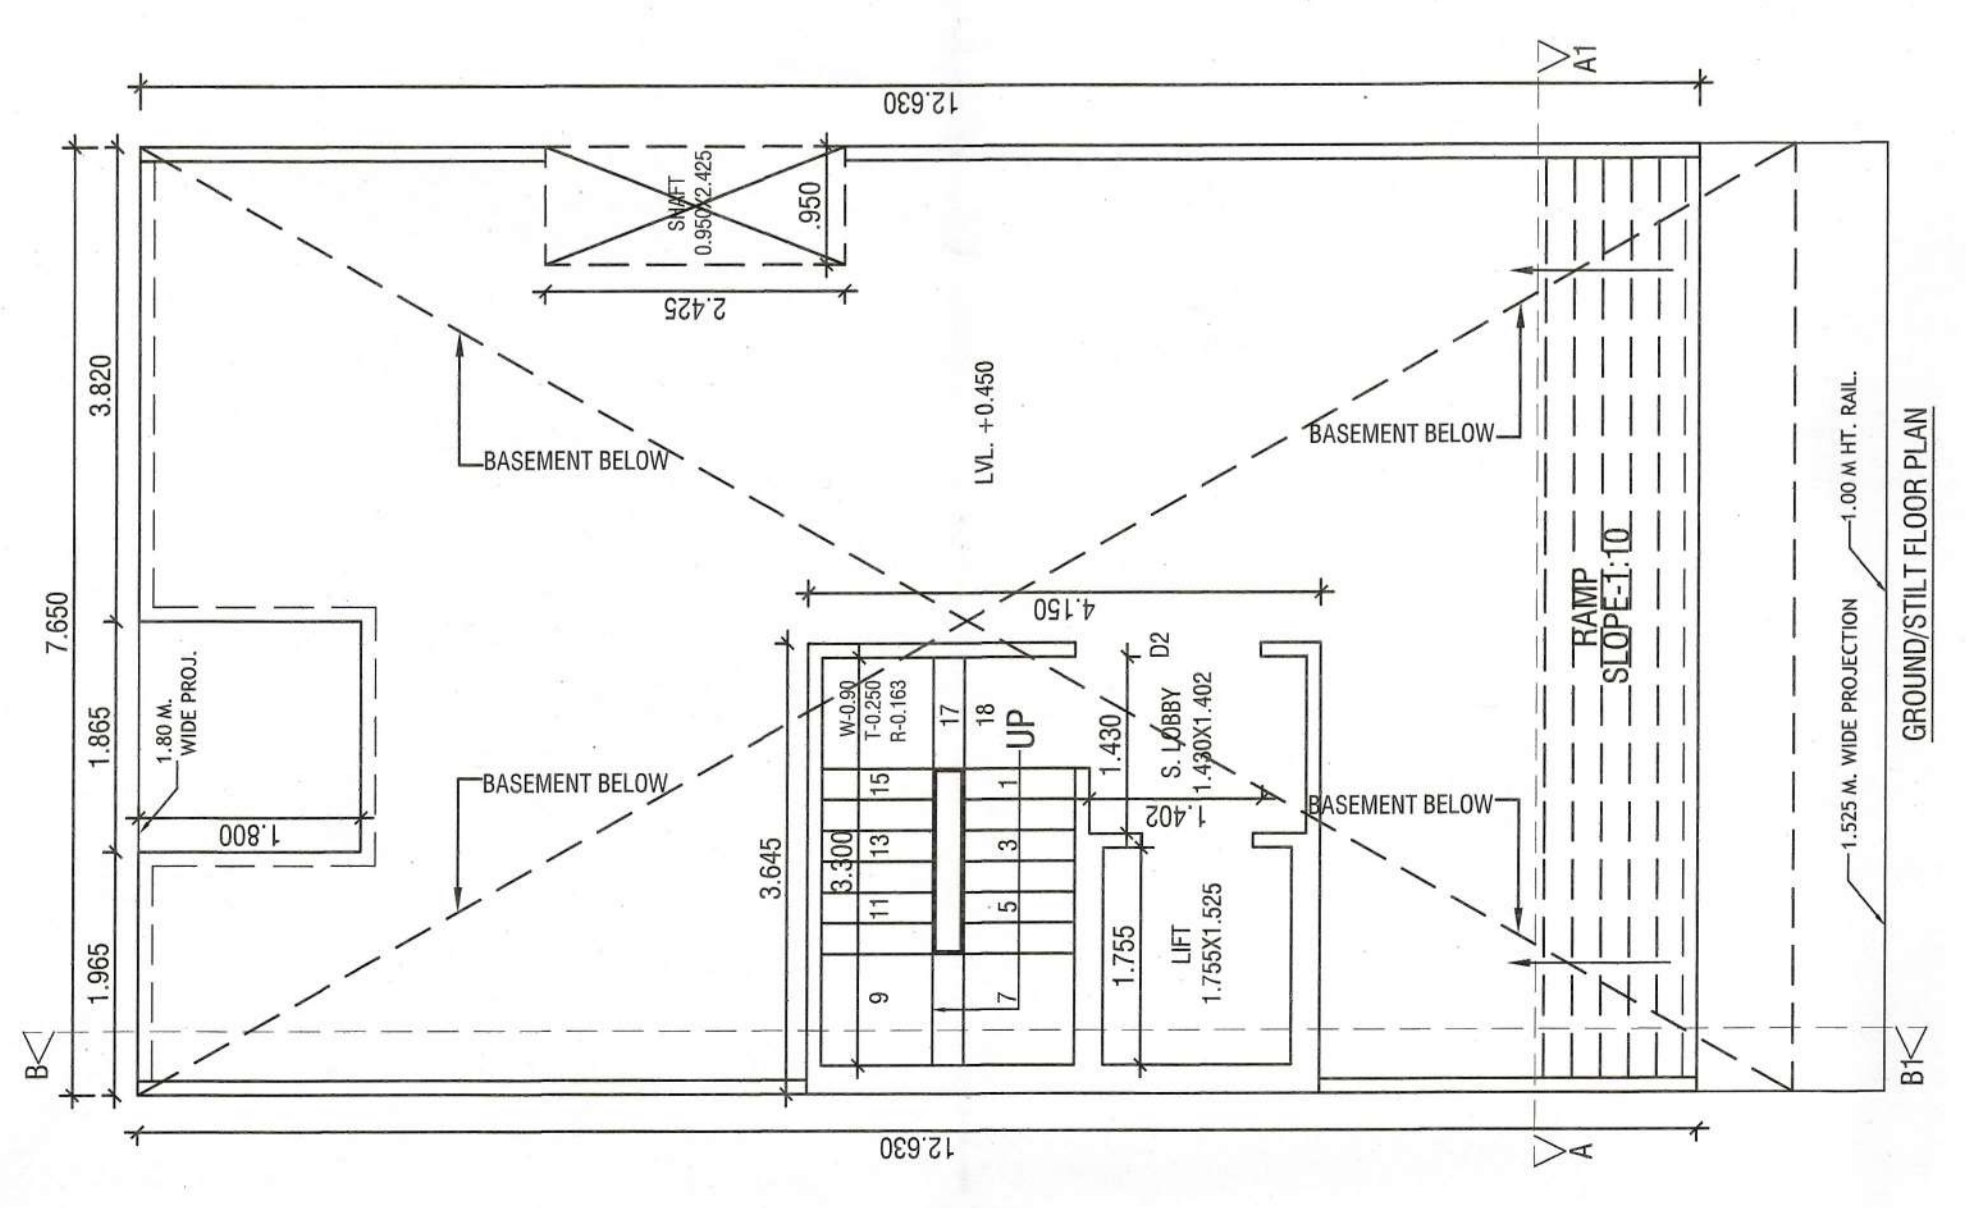 12.630
A1
7.650
3.820
1.865
1.965
SHAFT
0.950X2.425
.950
2.425
BASEMENT BELOW
LVL. +0.450
BASEMENT BELOW
1.80 M.
WIDE PROJ.
1.800
BASEMENT BELOW
4.150
3.645
W-0.90
T-0.250
R-0.163
3.300
17
18
UP
15
13
11
9
1
3
5
7
D2
1.430
S. LOBBY
1.430X1.402
1.402
1.755
LIFT
1.755X1.525
BASEMENT BELOW
RAMP
SLOPE-1:10
1.525 M. WIDE PROJECTION
1.00 M HT. RAIL.
B
B1
12.630
A
GROUND/STILT FLOOR PLAN